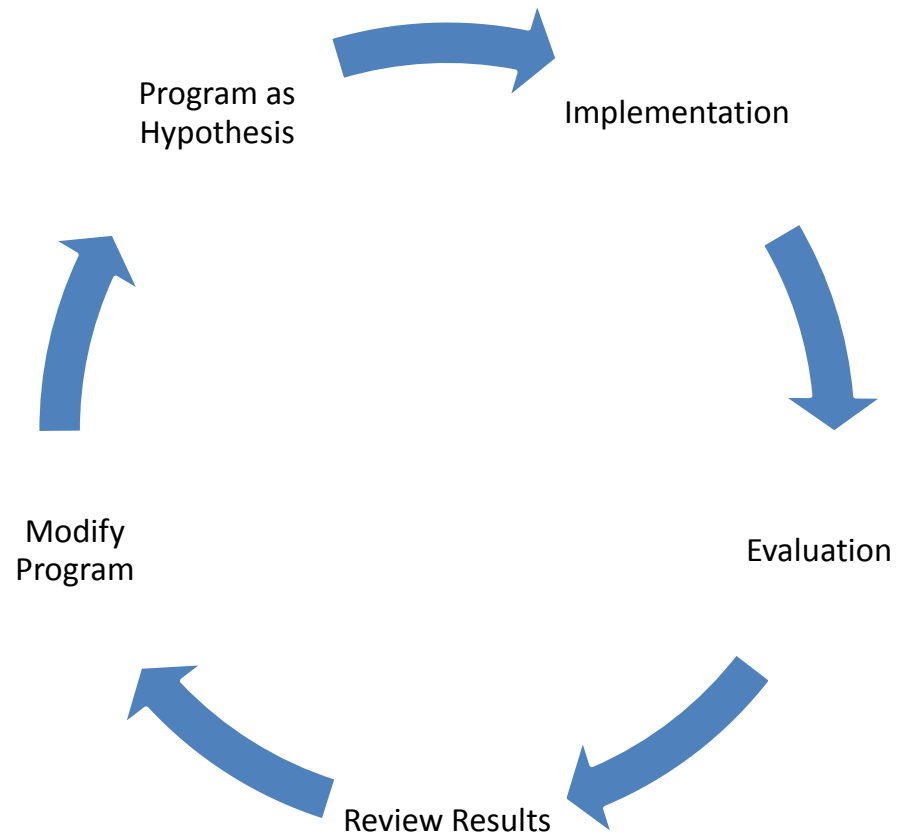 Program as
Hypothesis
Implementation
Evaluation
Review Results
Modify
Program